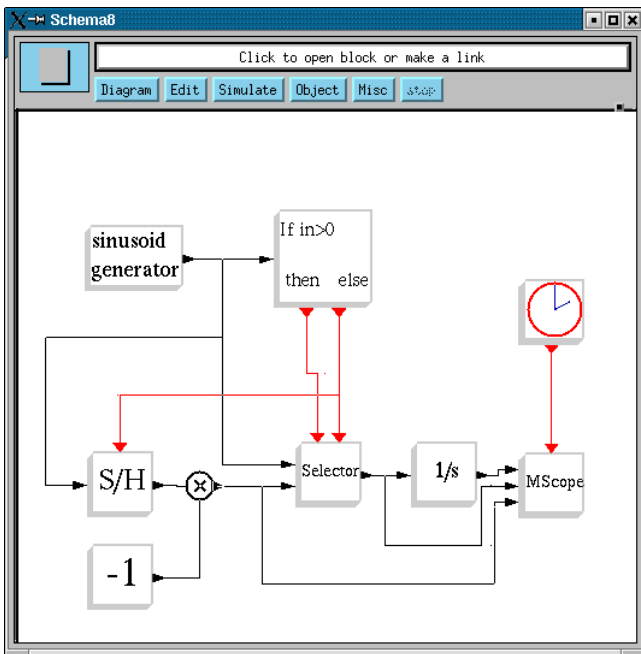 Schema8
Click to open block or make a link
Diagram Edit Simulate Object Misc stop
sinusoid
generator
If in>0
then else
S/H
Selector
1/s
MScope
-1